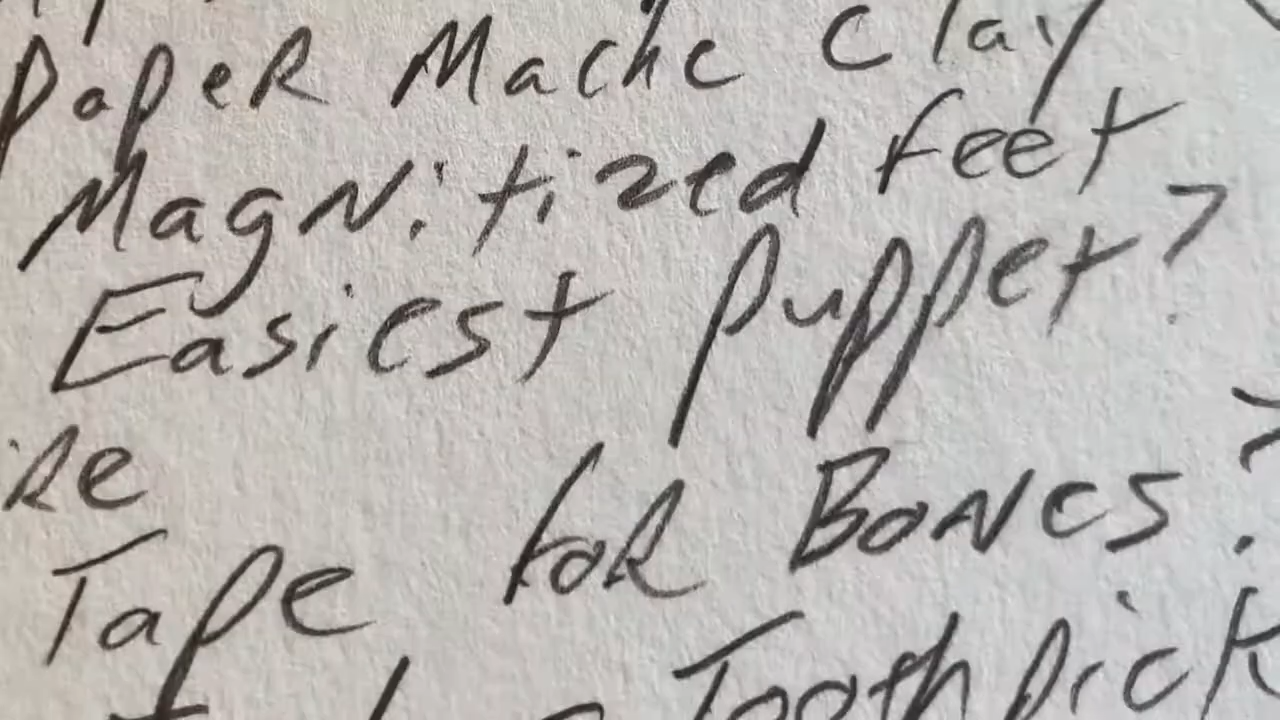 Paper Mache Clay
Magnitized feet
Easiest puppet?
Tape for Bones?
Toothpick